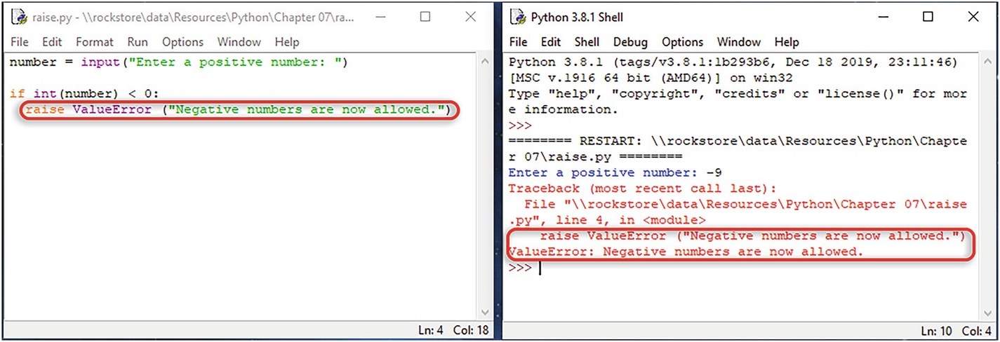 raise.py - \\rockstore\data\Resources\Python\Chapter 07\ra...
File Edit Format Run Options Window Help
number = input("Enter a positive number: ")
if int(number) < 0:
raise ValueError ("Negative numbers are now allowed.")
Ln: 4 Col: 18
Python 3.8.1 Shell
File Edit Shell Debug Options Window Help
Python 3.8.1 (tags/v3.8.1:1b293b6, Dec 18 2019, 23:11:46)
[MSC v.1916 64 bit (AMD64)] on win32
Type "help", "copyright", "credits" or "license()" for mor
e information.
>>>
======== RESTART: \\rockstore\data\Resources\Python\Chapte
r 07\raise.py ========
Enter a positive number: -9
Traceback (most recent call last):
File "\\rockstore\data\Resources\Python\Chapter 07\raise
.py", line 4, in <module>
raise ValueError ("Negative numbers are now allowed.")
ValueError: Negative numbers are now allowed.
>>>
Ln: 10 Col: 4